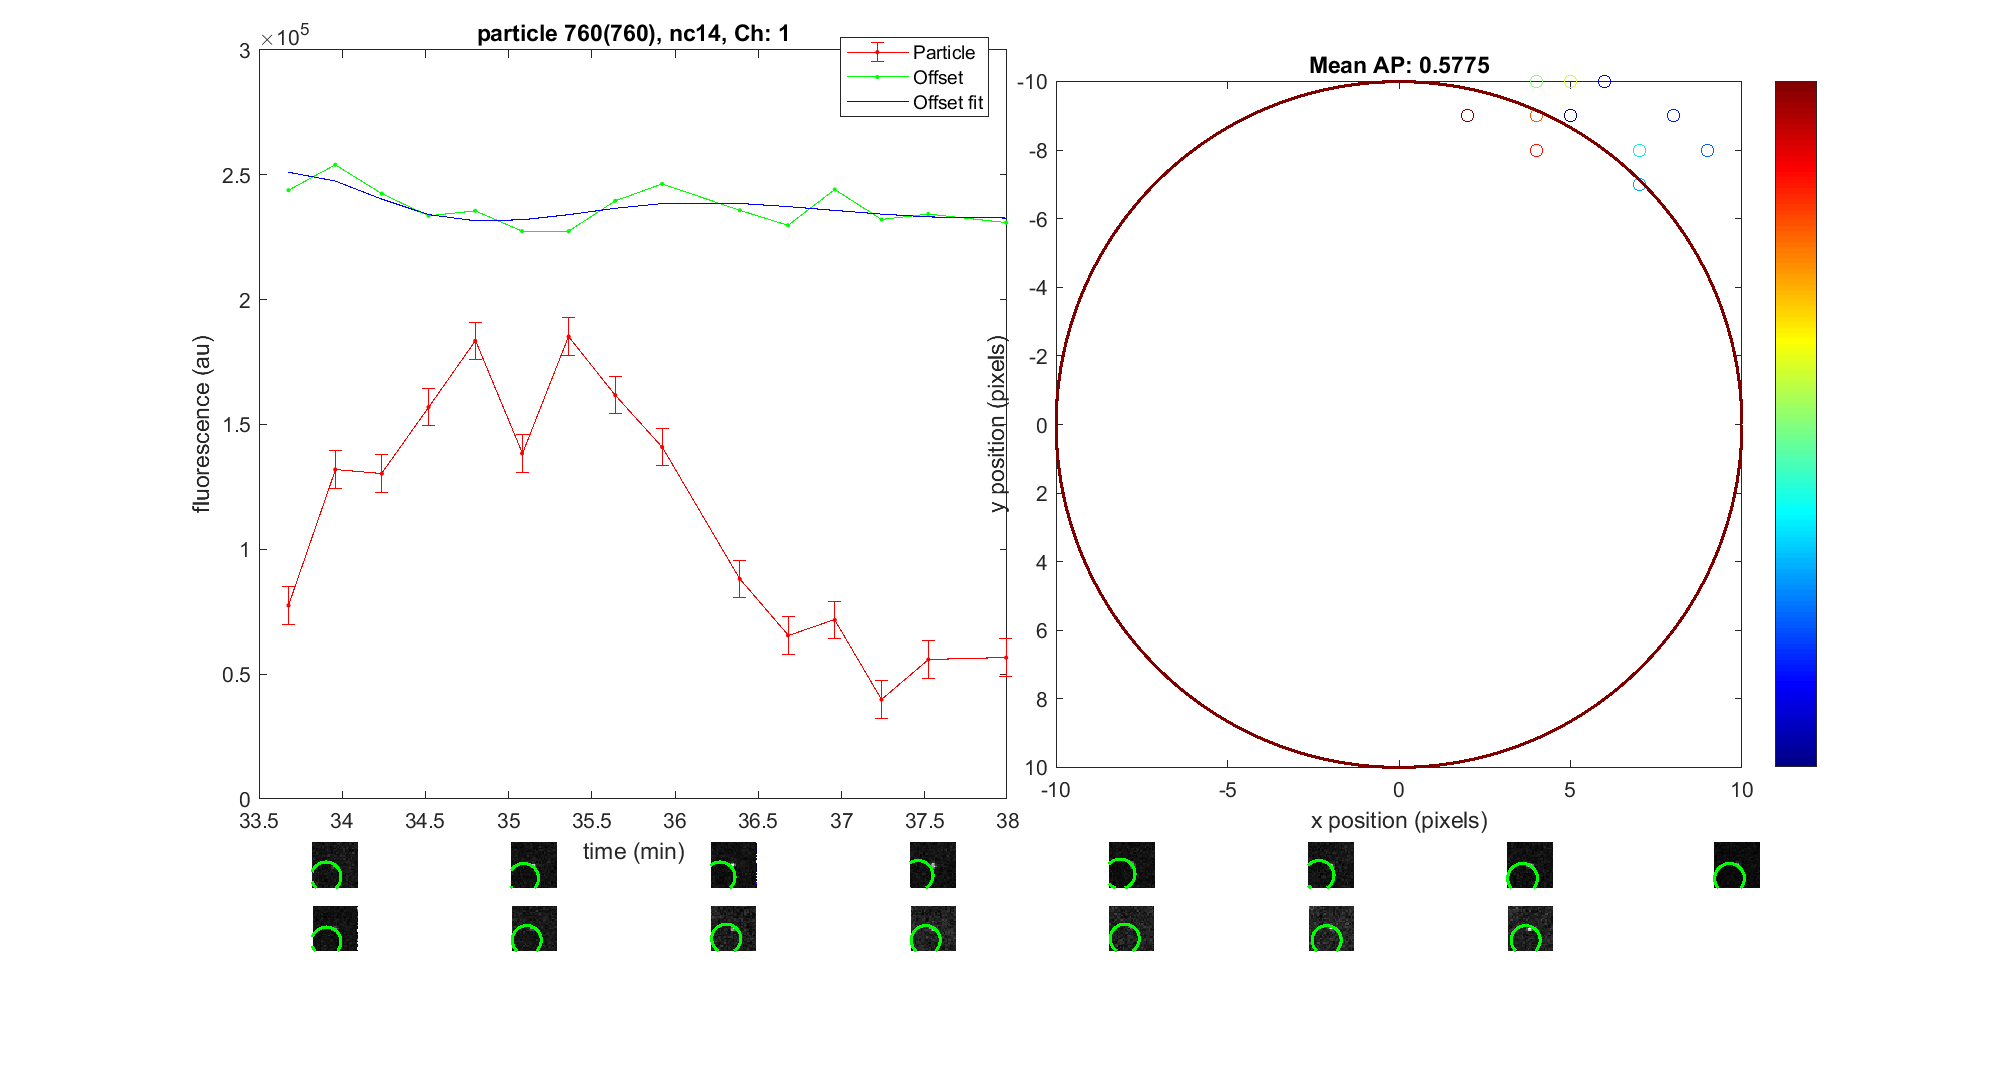 particle 760(760), nc14, Ch: 1
×10^5
Particle
Offset
Offset fit
3
2.5
2
1.5
1
0.5
0
fluorescence (au)
33.5 34 34.5 35 35.5 36 36.5 37 37.5 38
time (min)
Mean AP: 0.5775
-10
-8
-6
-4
-2
0
2
4
6
8
10
y position (pixels)
-10 -5 0 5 10
x position (pixels)